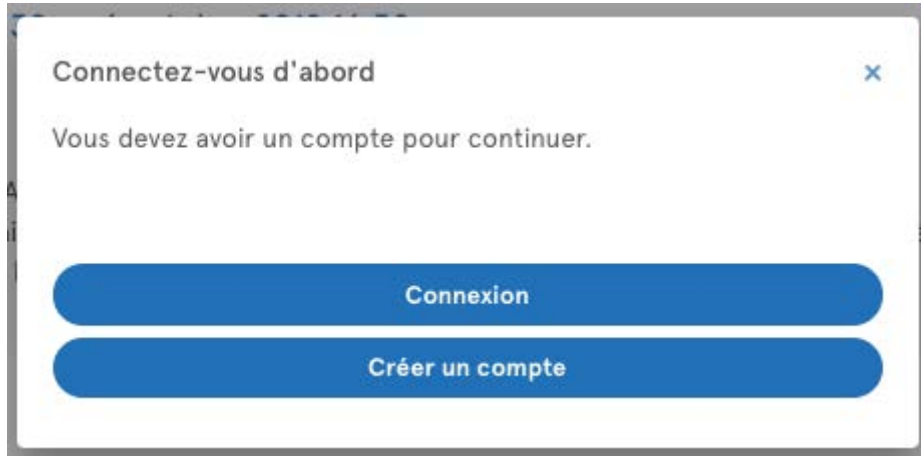 Connectez-vous d'abord
×
Vous devez avoir un compte pour continuer.
Connexion
Créer un compte